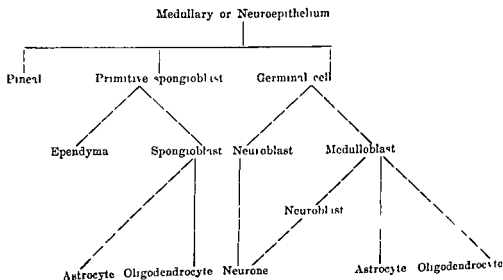 Medullary or Neuroepithelium
Pineal Primitive spongioblast Germinal cell
Ependyma Spongioblast Neuroblast Medulloblast
Neuroblast
Astrocyte Oligodendrocyte Neurone Astrocyte Oligodendrocyte